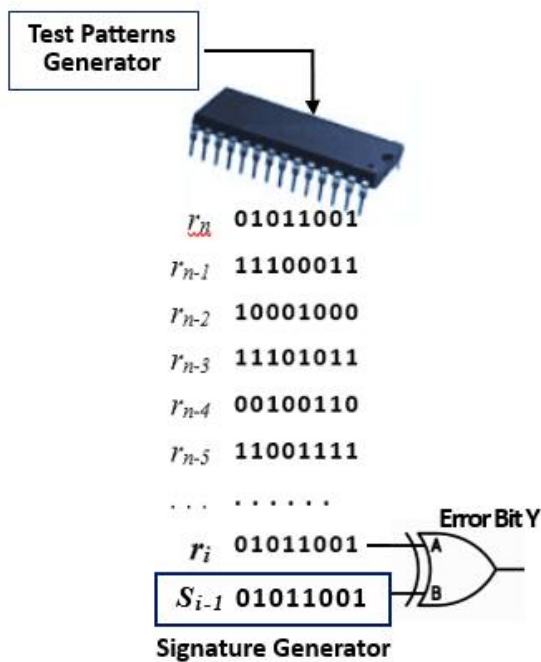 Test Patterns
Generator
rn 01011001
rn-1 11100011
rn-2 10001000
rn-3 11101011
rn-4 00100110
rn-5 11001111
... ......
Error Bit Y
ri 01011001 A
Si-1 01011001 B
Signature Generator